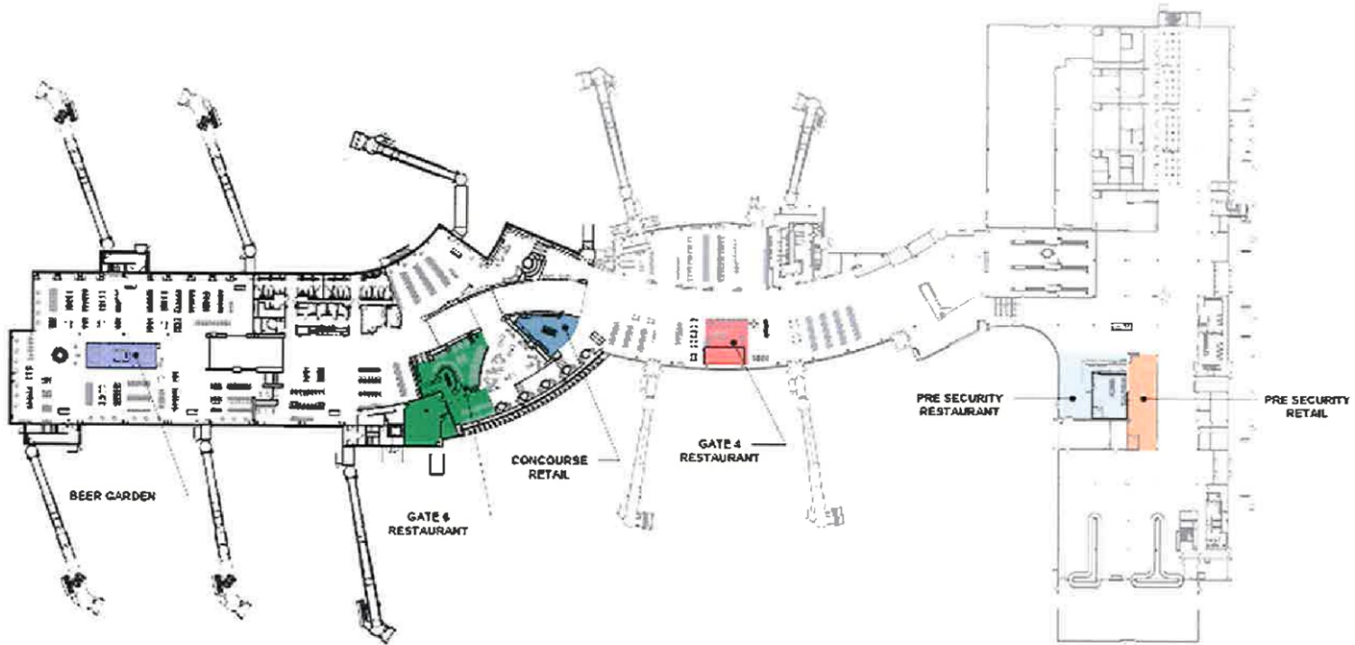 PRE SECURITY
RESTAURANT
PRE SECURITY
RETAIL
GATE 4
RESTAURANT
CONCOURSE
RETAIL
BEER GARDEN
GATE 6
RESTAURANT